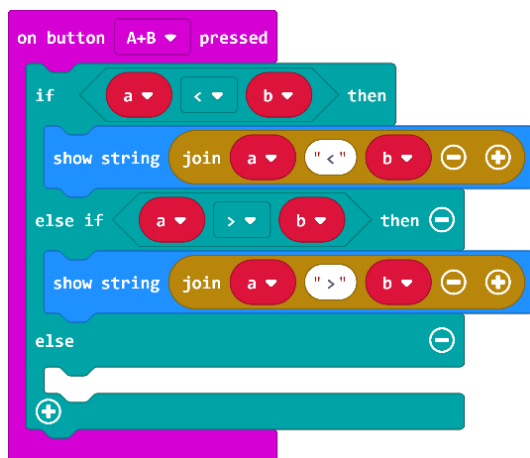 on button A+B pressed
if a < b then
show string join a "<" b
else if a > b then
show string join a ">" b
else